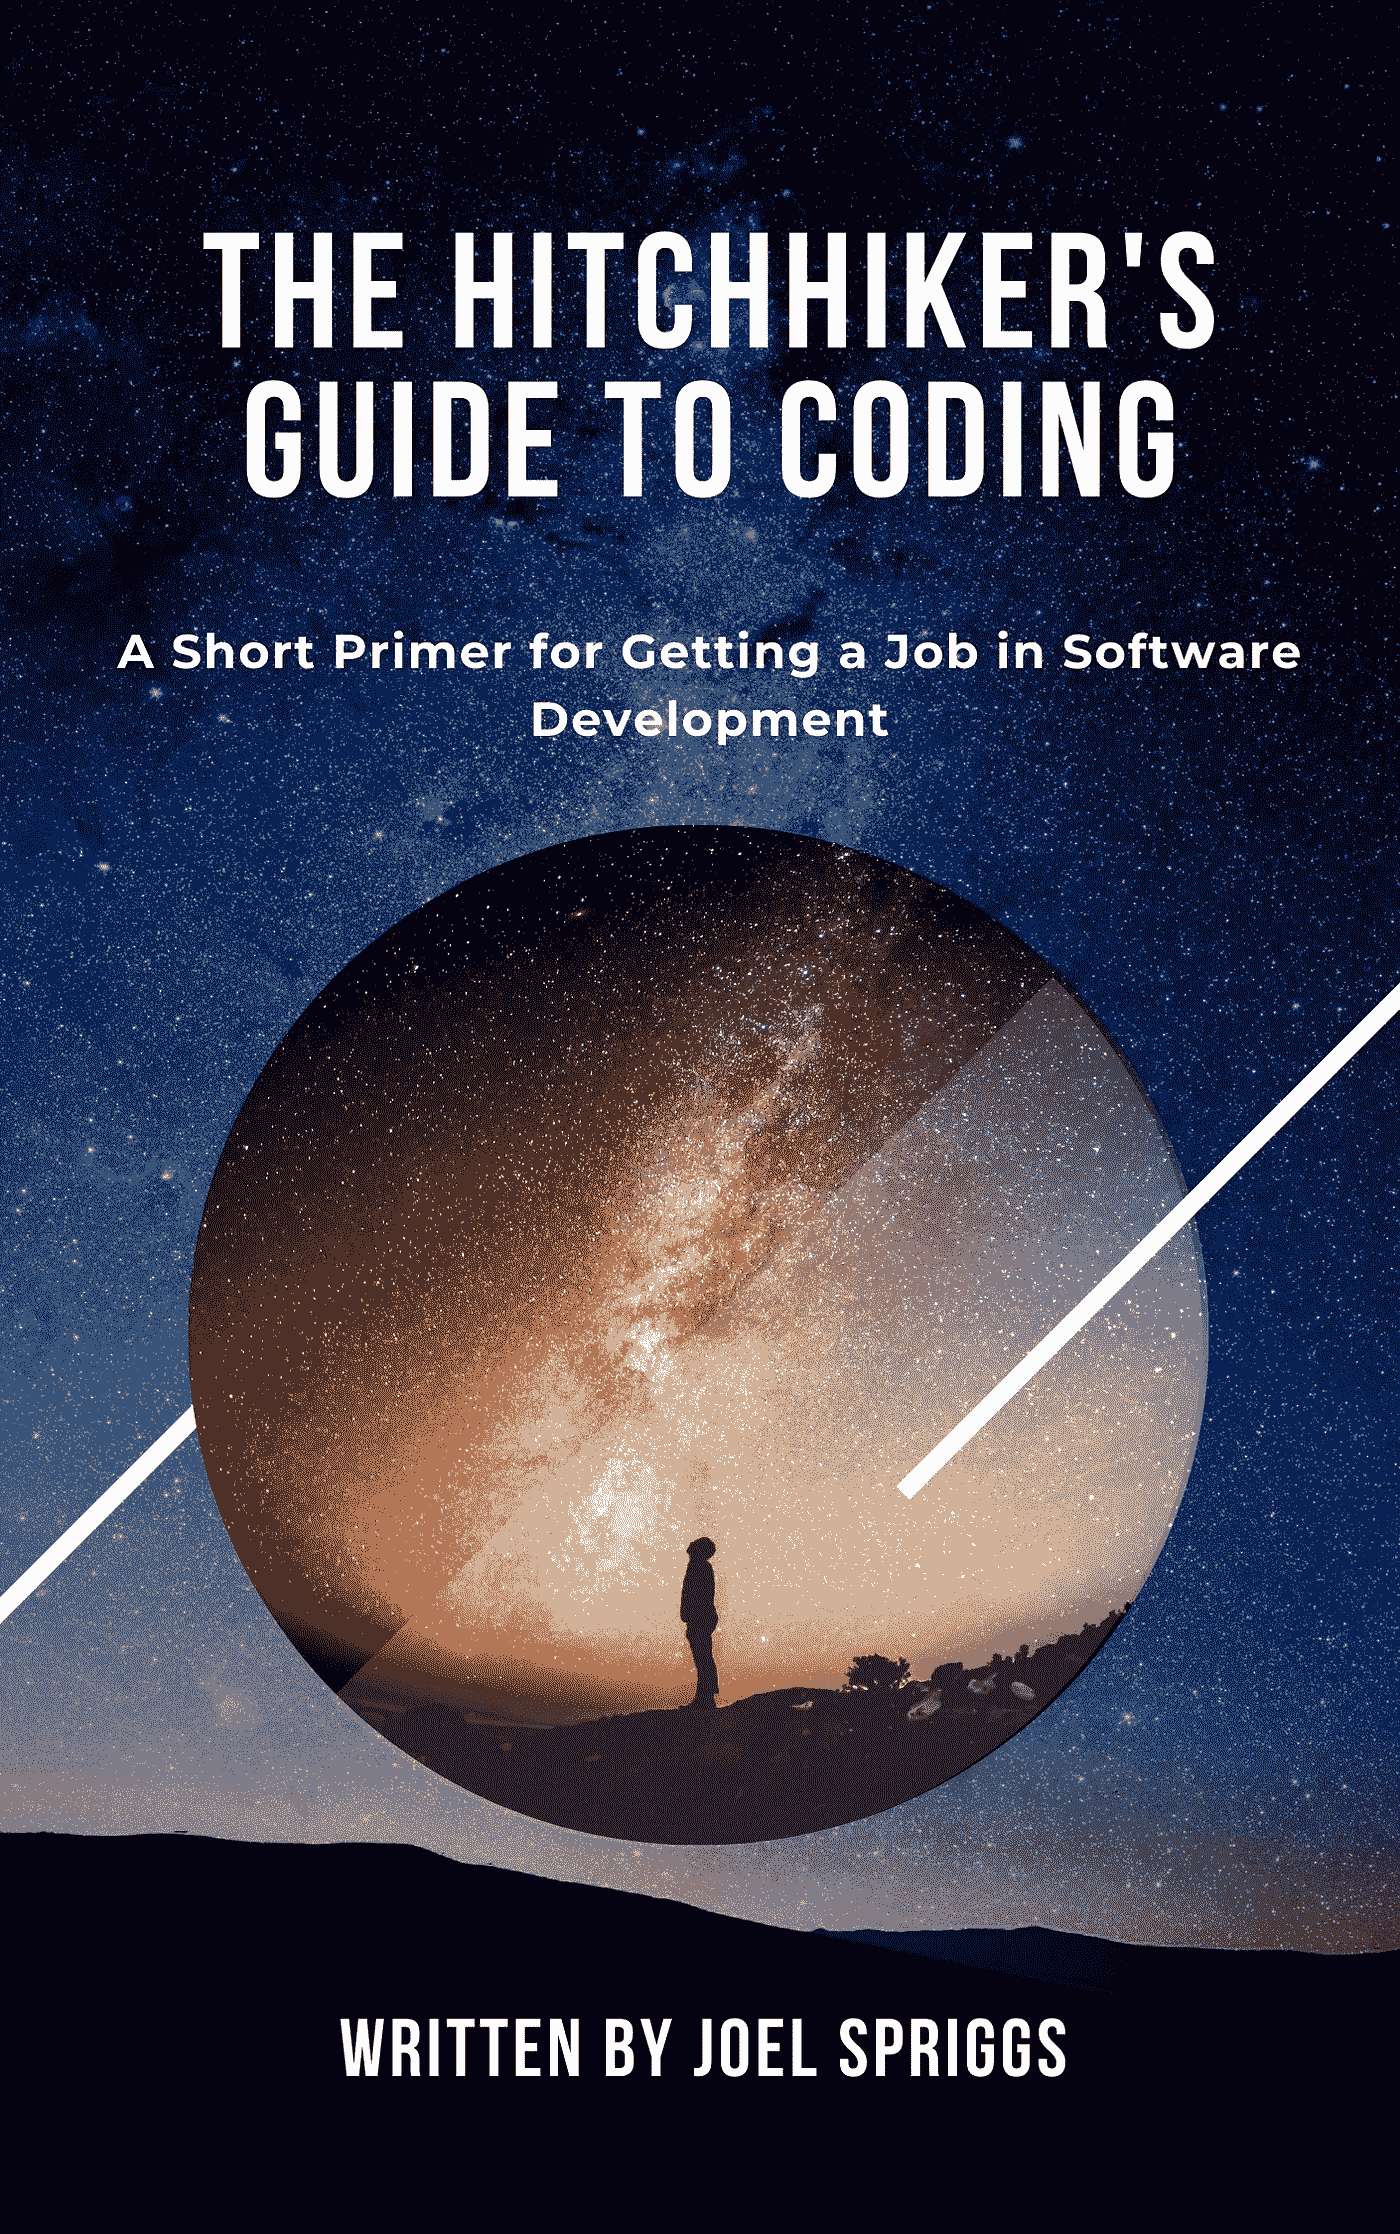 THE HITCHHIKER'S
GUIDE TO CODING
A Short Primer for Getting a Job in Software
Development
WRITTEN BY JOEL SPRIGGS